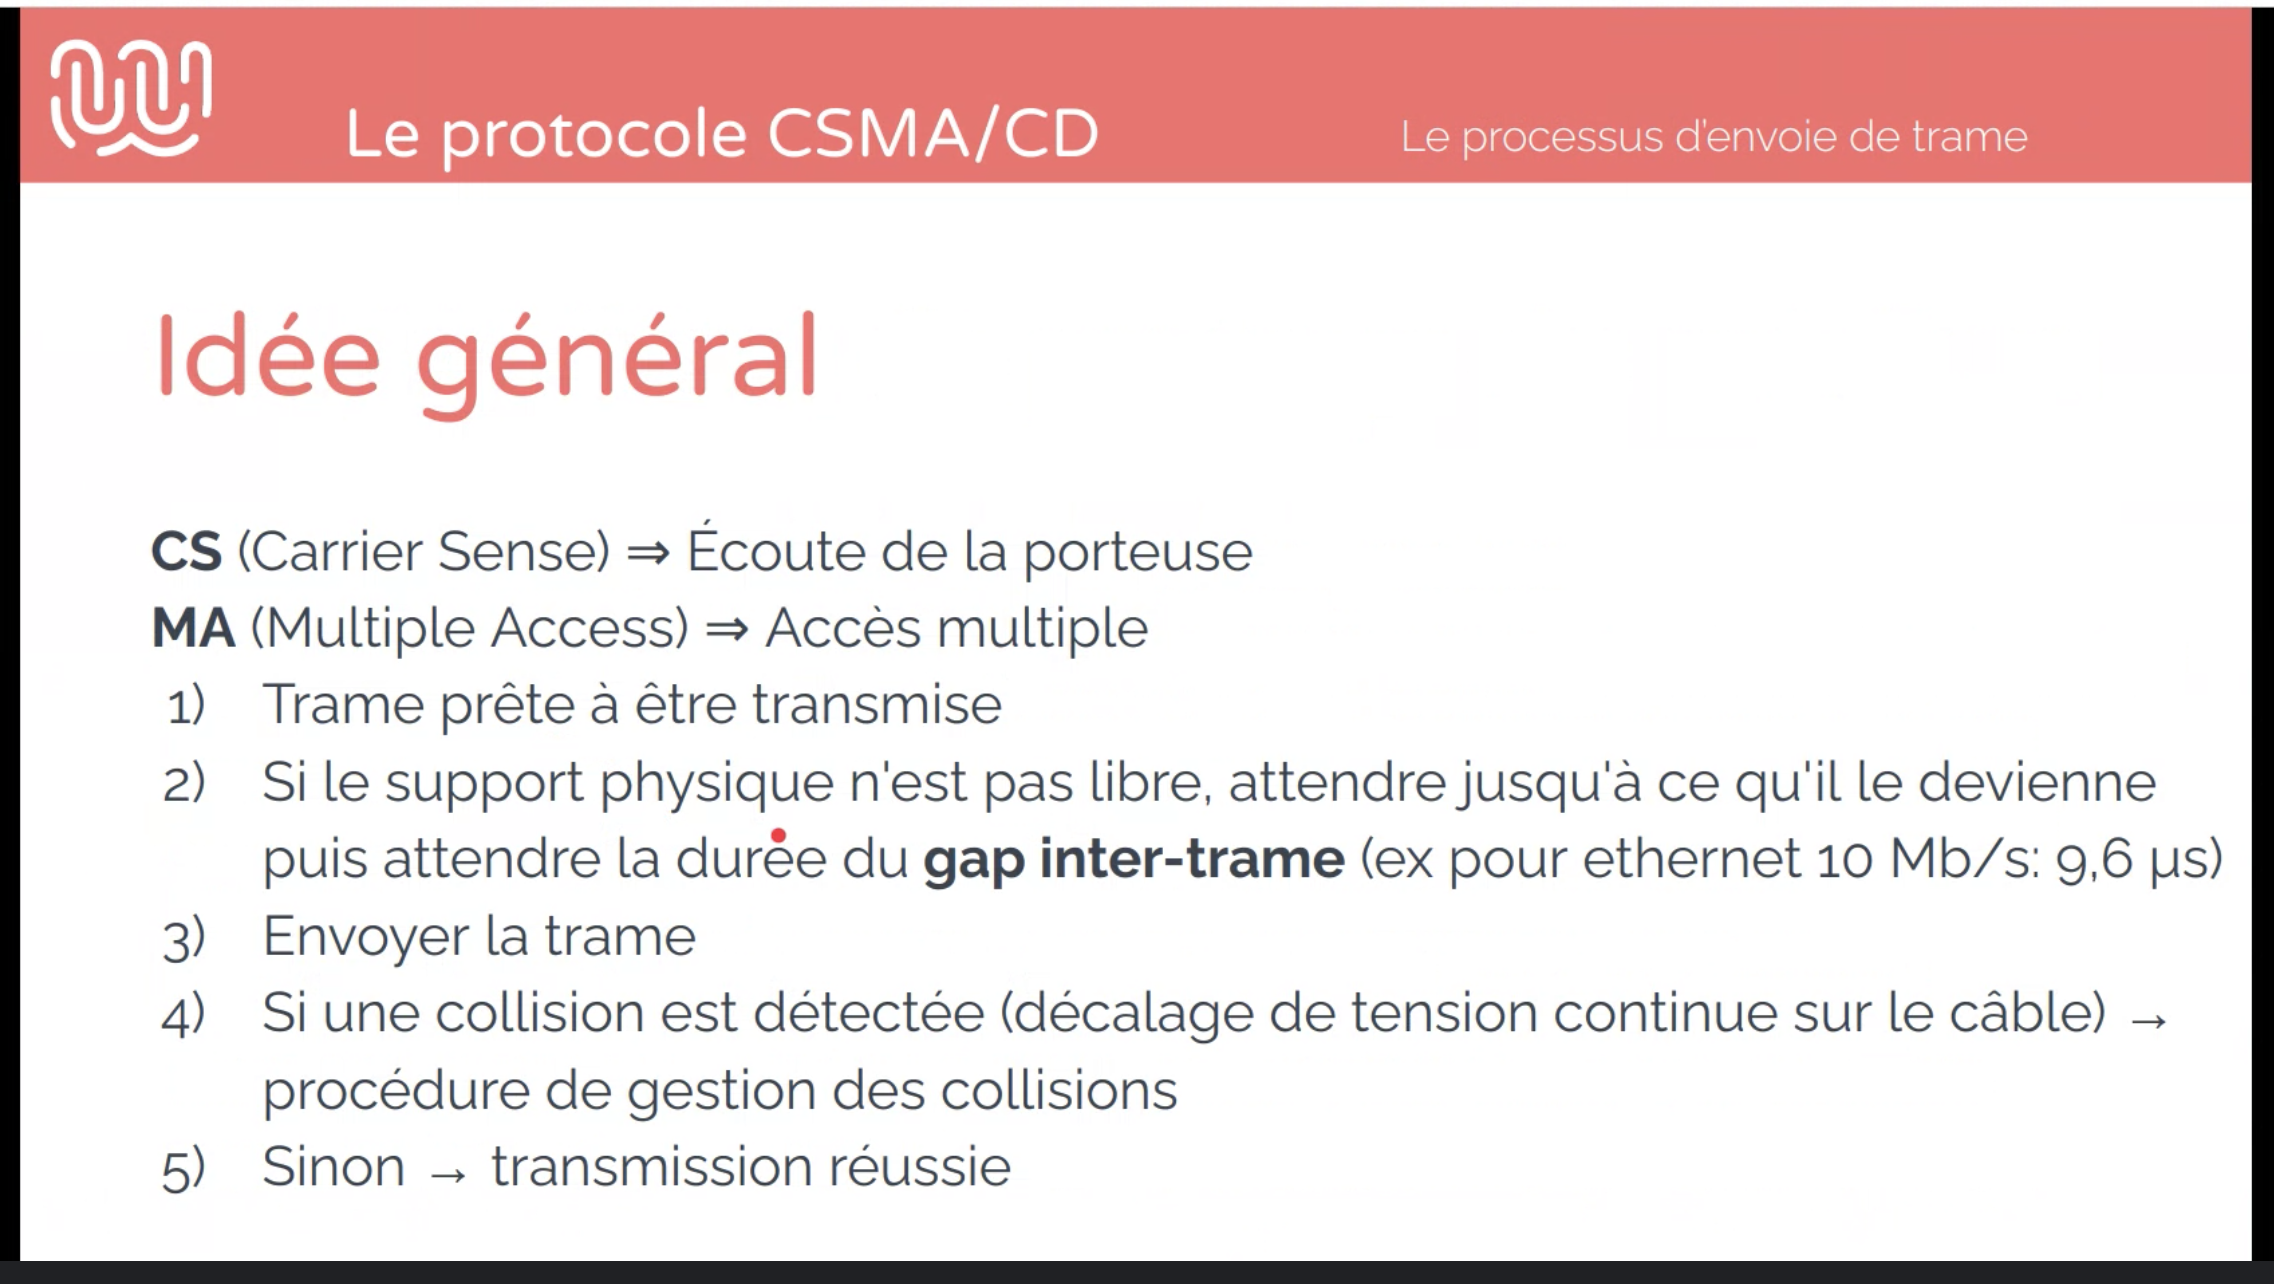 Le protocole CSMA/CD
Le processus d'envoie de trame
Idée général
CS (Carrier Sense) ⇒ Écoute de la porteuse
MA (Multiple Access) ⇒ Accès multiple
1) Trame prête à être transmise
2) Si le support physique n'est pas libre, attendre jusqu'à ce qu'il le devienne
puis attendre la durée du gap inter-trame (ex pour ethernet 10 Mb/s: 9,6 µs)
3) Envoyer la trame
4) Si une collision est détectée (décalage de tension continue sur le câble) →
procédure de gestion des collisions
5) Sinon → transmission réussie